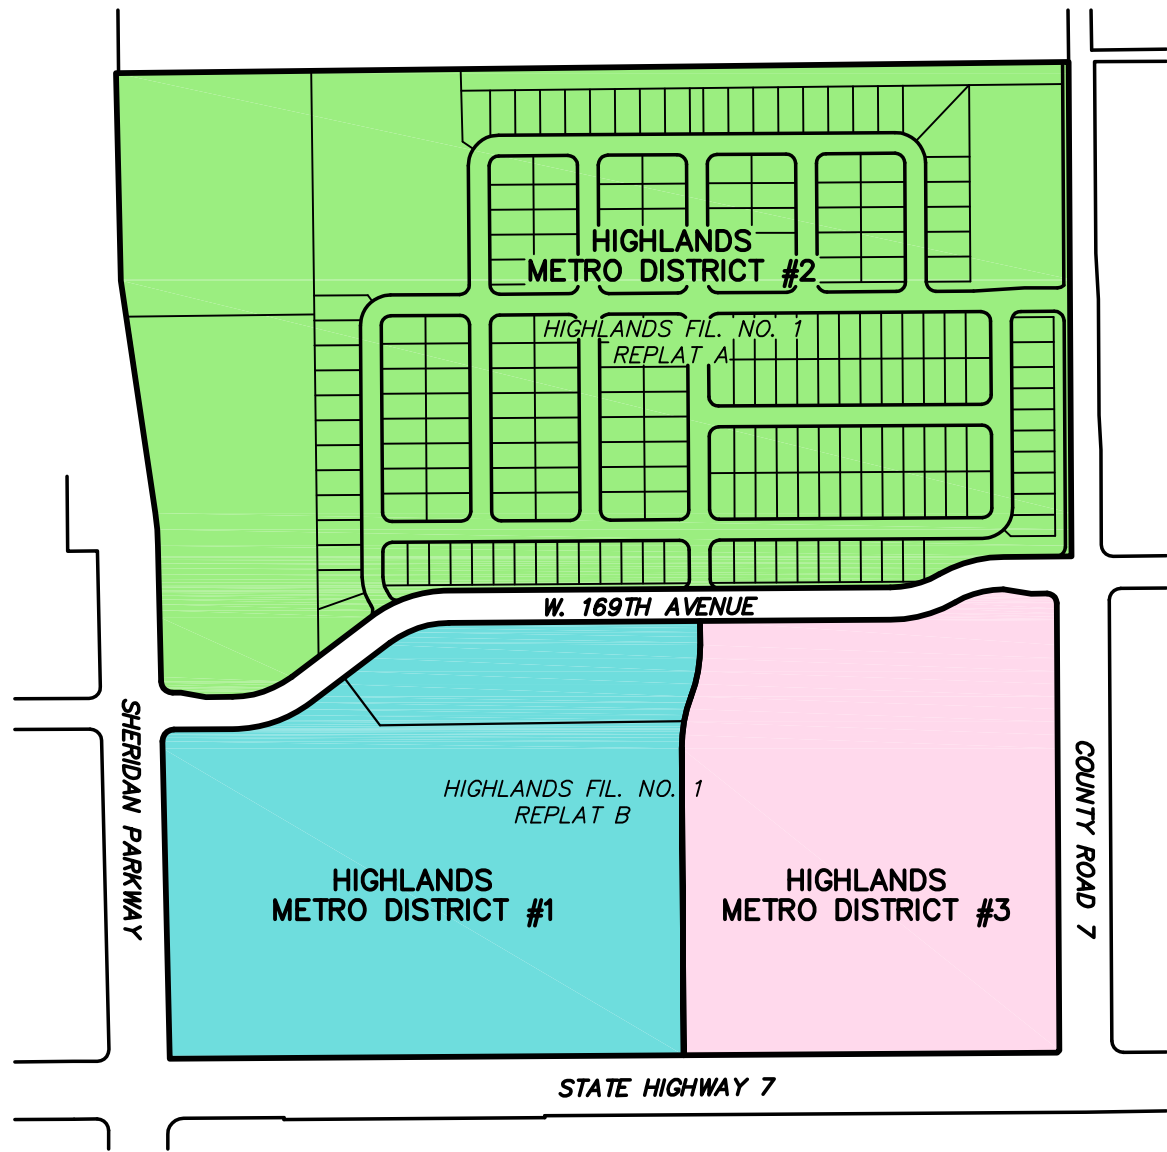 HIGHLANDS
METRO DISTRICT #2
HIGHLANDS FIL. NO. 1
REPLAT A
W. 169TH AVENUE
SHERIDAN PARKWAY
COUNTY ROAD 7
HIGHLANDS FIL. NO. 1
REPLAT B
HIGHLANDS
METRO DISTRICT #1
HIGHLANDS
METRO DISTRICT #3
STATE HIGHWAY 7